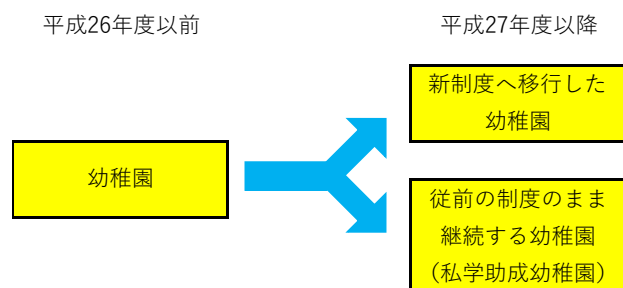 平成26年度以前
平成27年度以降
幼稚園
新制度へ移行した
幼稚園
従前の制度のまま
継続する幼稚園
（私学助成幼稚園）